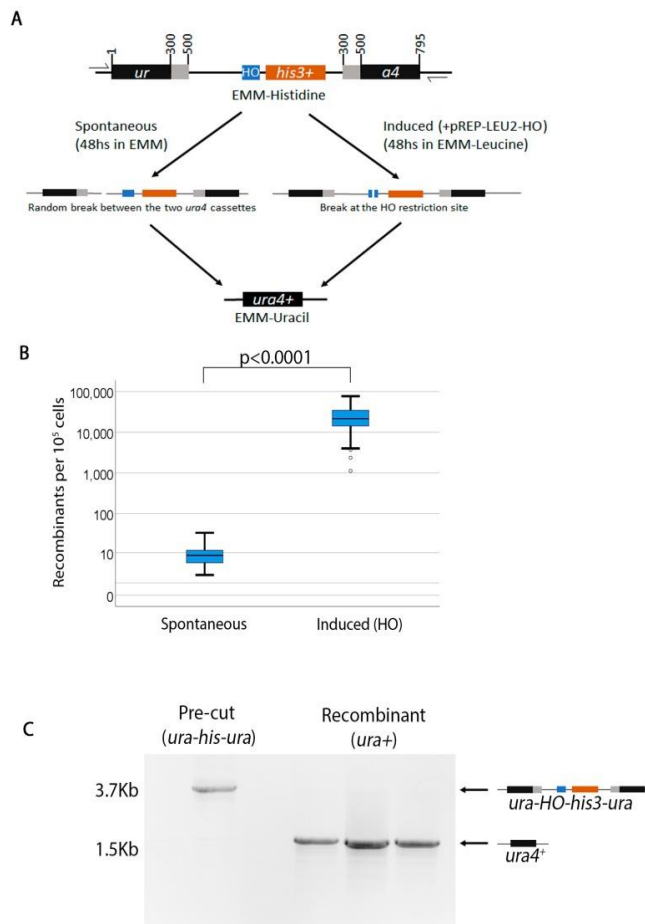 A
1
300
500
300
500
795
ur
HO
his3+
a4
EMM-Histidine
Spontaneous
(48hs in EMM)
Induced (+pREP-LEU2-HO)
(48hs in EMM-Leucine)
Random break between the two ura4 cassettes
Break at the HO restriction site
ura4+
EMM-Uracil
B
p<0.0001
Recombinants per 10⁵ cells
100,000
10,000
1,000
100
10
0
Spontaneous
Induced (HO)
C
Pre-cut
(ura-his-ura)
Recombinant
(ura+)
3.7Kb
ura-HO-his3-ura
1.5Kb
ura4⁺